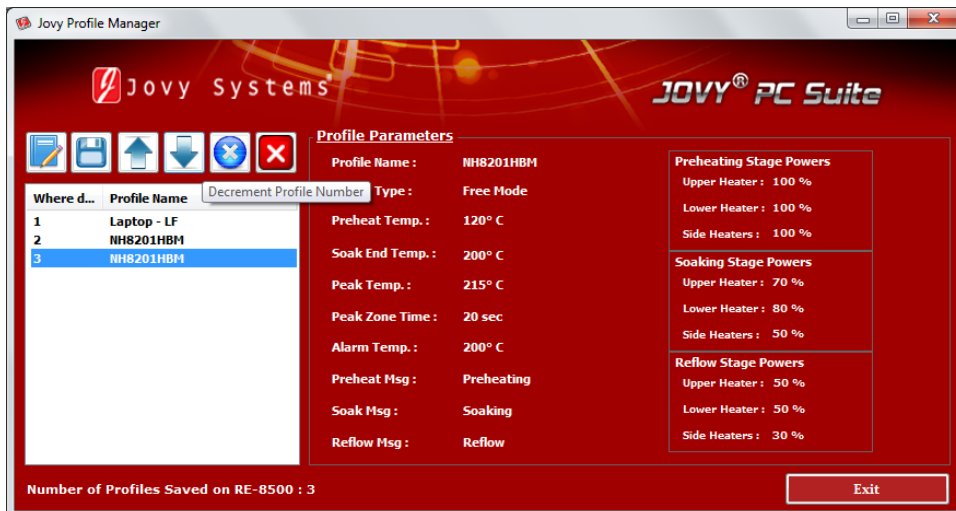 Jovy Profile Manager
Jovy Systems
JOVY® PC Suite
Profile Parameters
Profile Name : NH8201HBM
Type : Free Mode
Preheat Temp. : 120° C
Soak End Temp. : 200° C
Peak Temp. : 215° C
Peak Zone Time : 20 sec
Alarm Temp. : 200° C
Preheat Msg : Preheating
Soak Msg : Soaking
Reflow Msg : Reflow
Decrement Profile Number
Where d... Profile Name
1 Laptop - LF
2 NH8201HBM
3 NH8201HBM
Preheating Stage Powers
Upper Heater : 100 %
Lower Heater : 100 %
Side Heaters : 100 %
Soaking Stage Powers
Upper Heater : 70 %
Lower Heater : 80 %
Side Heaters : 50 %
Reflow Stage Powers
Upper Heater : 50 %
Lower Heater : 50 %
Side Heaters : 30 %
Number of Profiles Saved on RE-8500 : 3
Exit